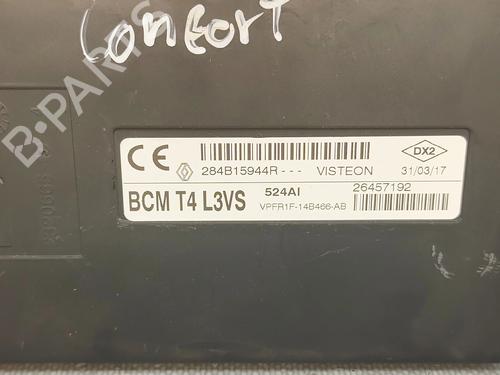 Confort
B-PARTS
CE
284B15944R--- VISTEON
DX2
31/03/17
BCM T4 L3VS
524AI
26457192
VPFR1F-14B466-AB